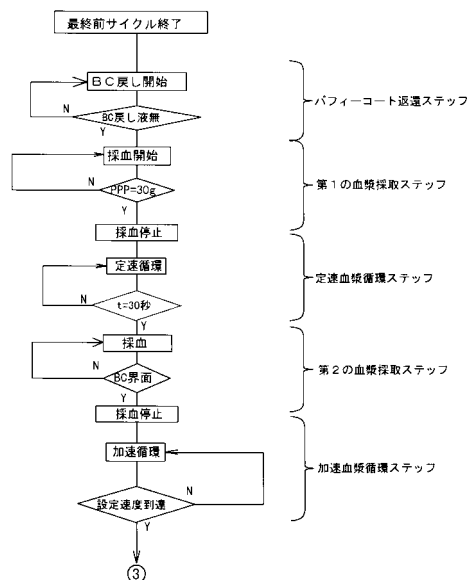 最終前サイクル終了
BC戻し開始
N
BC戻し液無
Y
バフィーコート返還ステップ
採血開始
N
PPP=30g
Y
採血停止
第1の血漿採取ステップ
定速循環
N
t=30秒
Y
定速血漿循環ステップ
採血
N
BC界面
Y
採血停止
第2の血漿採取ステップ
加速循環
N
設定速度到達
Y
加速血漿循環ステップ
③